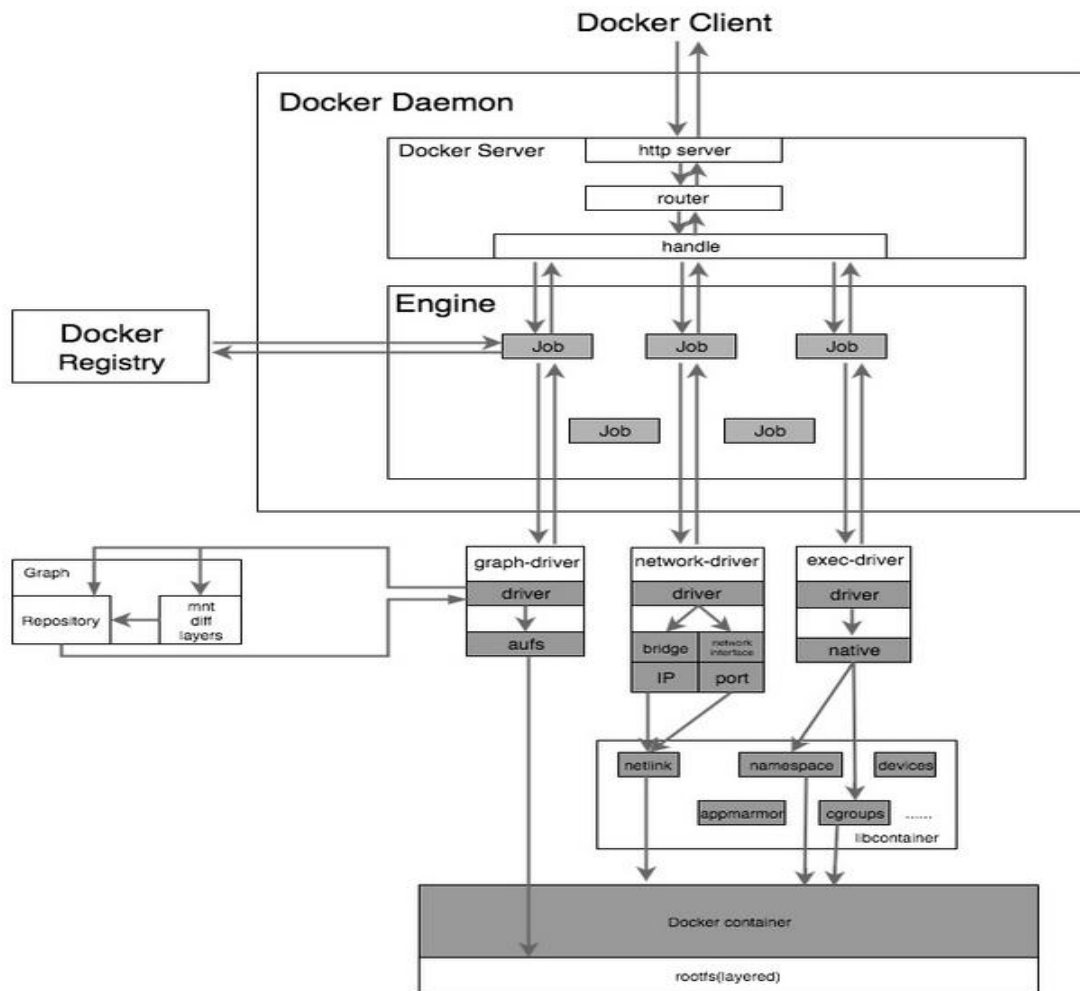 Docker Client
Docker Daemon
Docker Server
http server
router
handle
Engine
Docker
Registry
Job
Job
Job
Job
Job
graph-driver
driver
aufs
network-driver
driver
bridge
network
interface
IP
port
exec-driver
driver
native
Graph
Repository
mnt
diff
layers
netlink
namespace
devices
appmarmor
cgroups
......
libcontainer
Docker container
rootfs(layered)